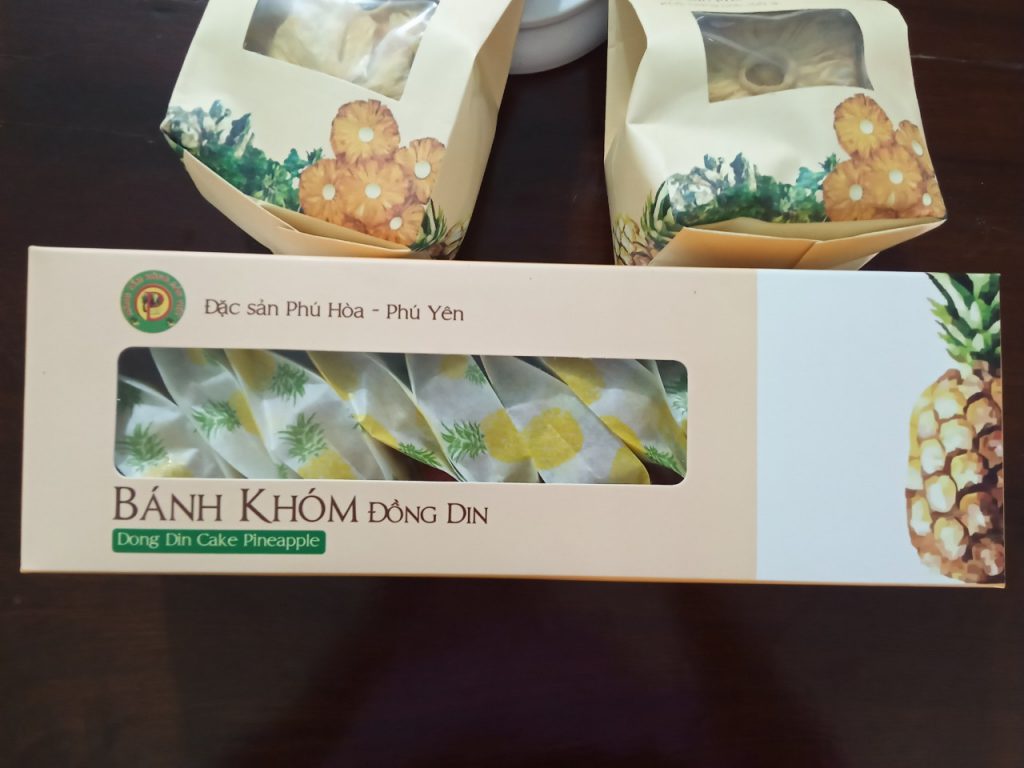 Đặc sản Phú Hòa - Phú Yên
BÁNH KHÓM ĐỒNG DIN
Dong Din Cake Pineapple